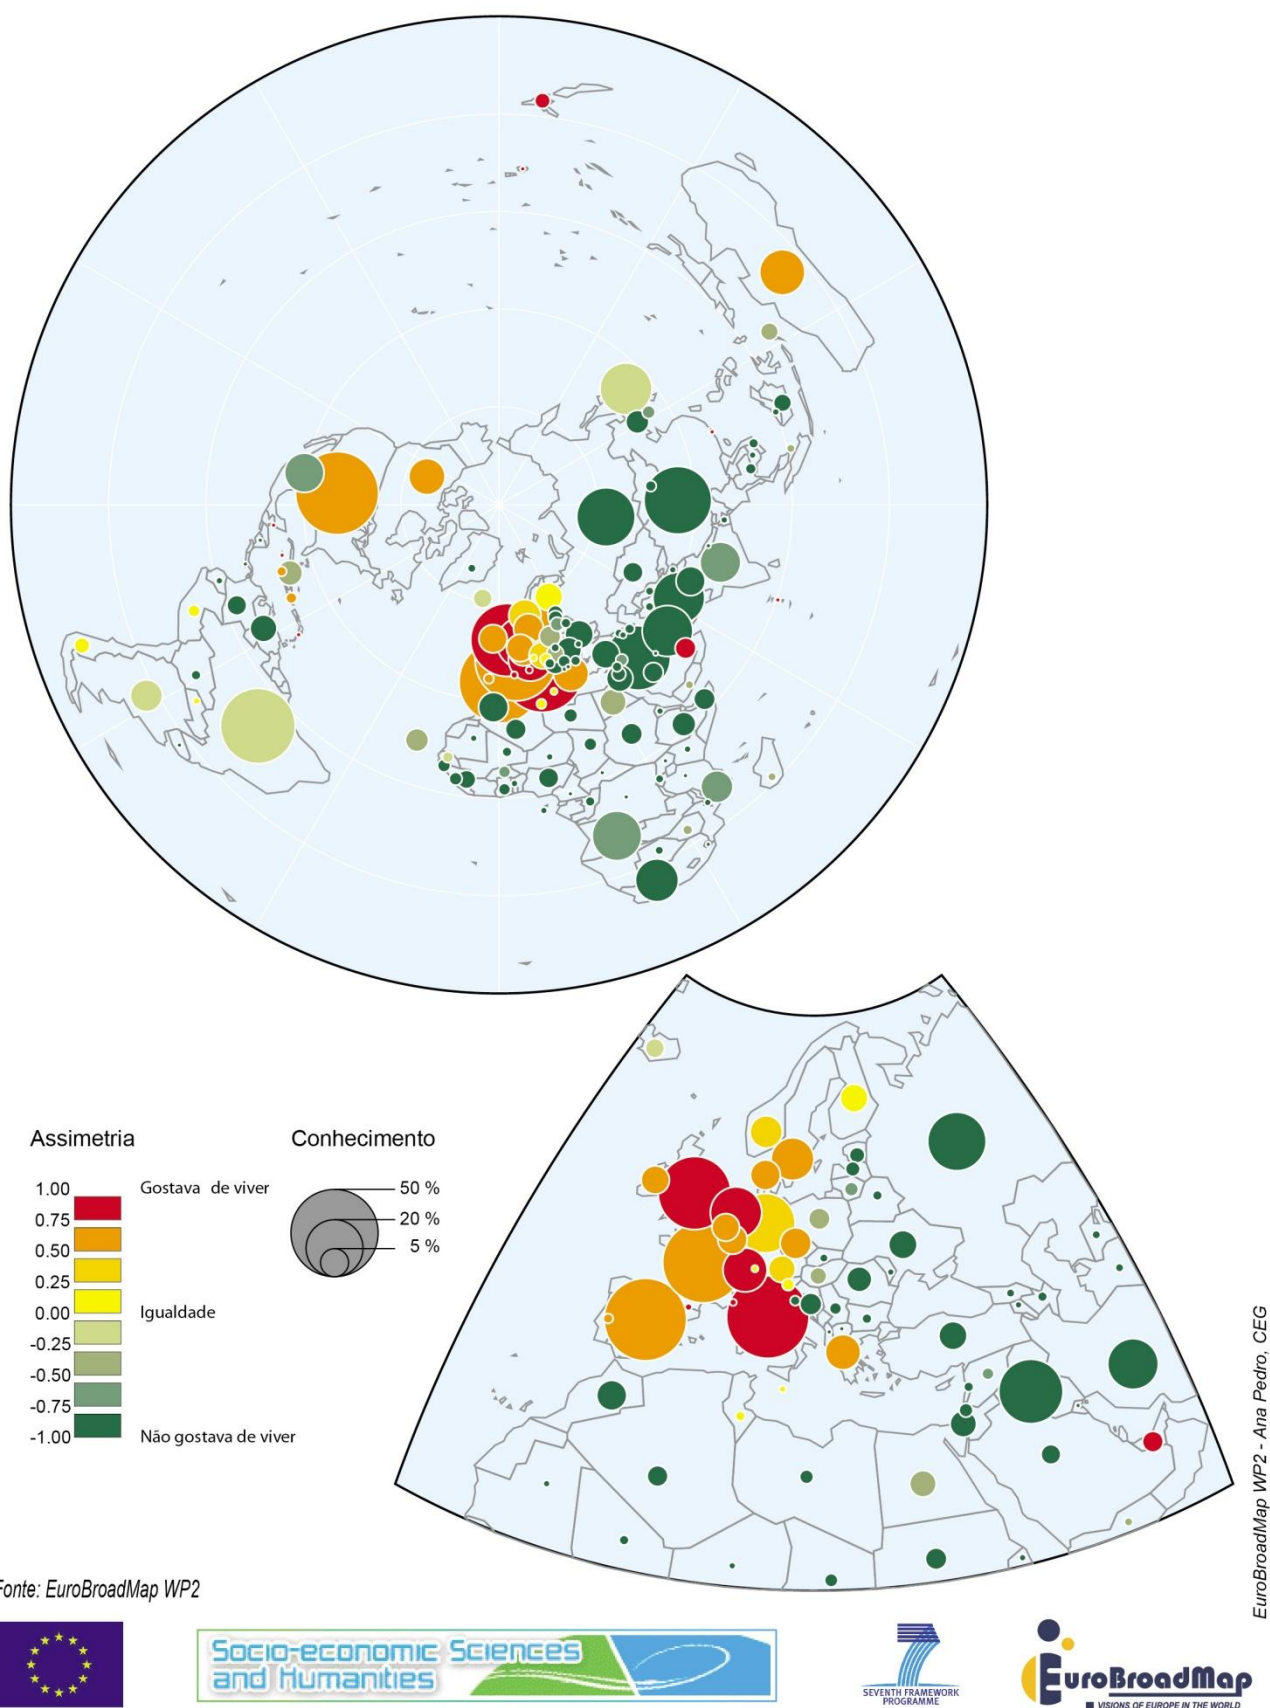 Assimetria
Conhecimento
1.00
Gostava de viver
0.75
0.50
0.25
0.00
Igualdade
-0.25
-0.50
-0.75
-1.00
Não gostava de viver
50 %
20 %
5 %
EuroBroadMap WP2 - Ana Pedro, CEG
Fonte: EuroBroadMap WP2
Socio-economic Sciences
and Humanities
7
SEVENTH FRAMEWORK
PROGRAMME
EuroBroadMap
VISIONS OF EUROPE IN THE WORLD